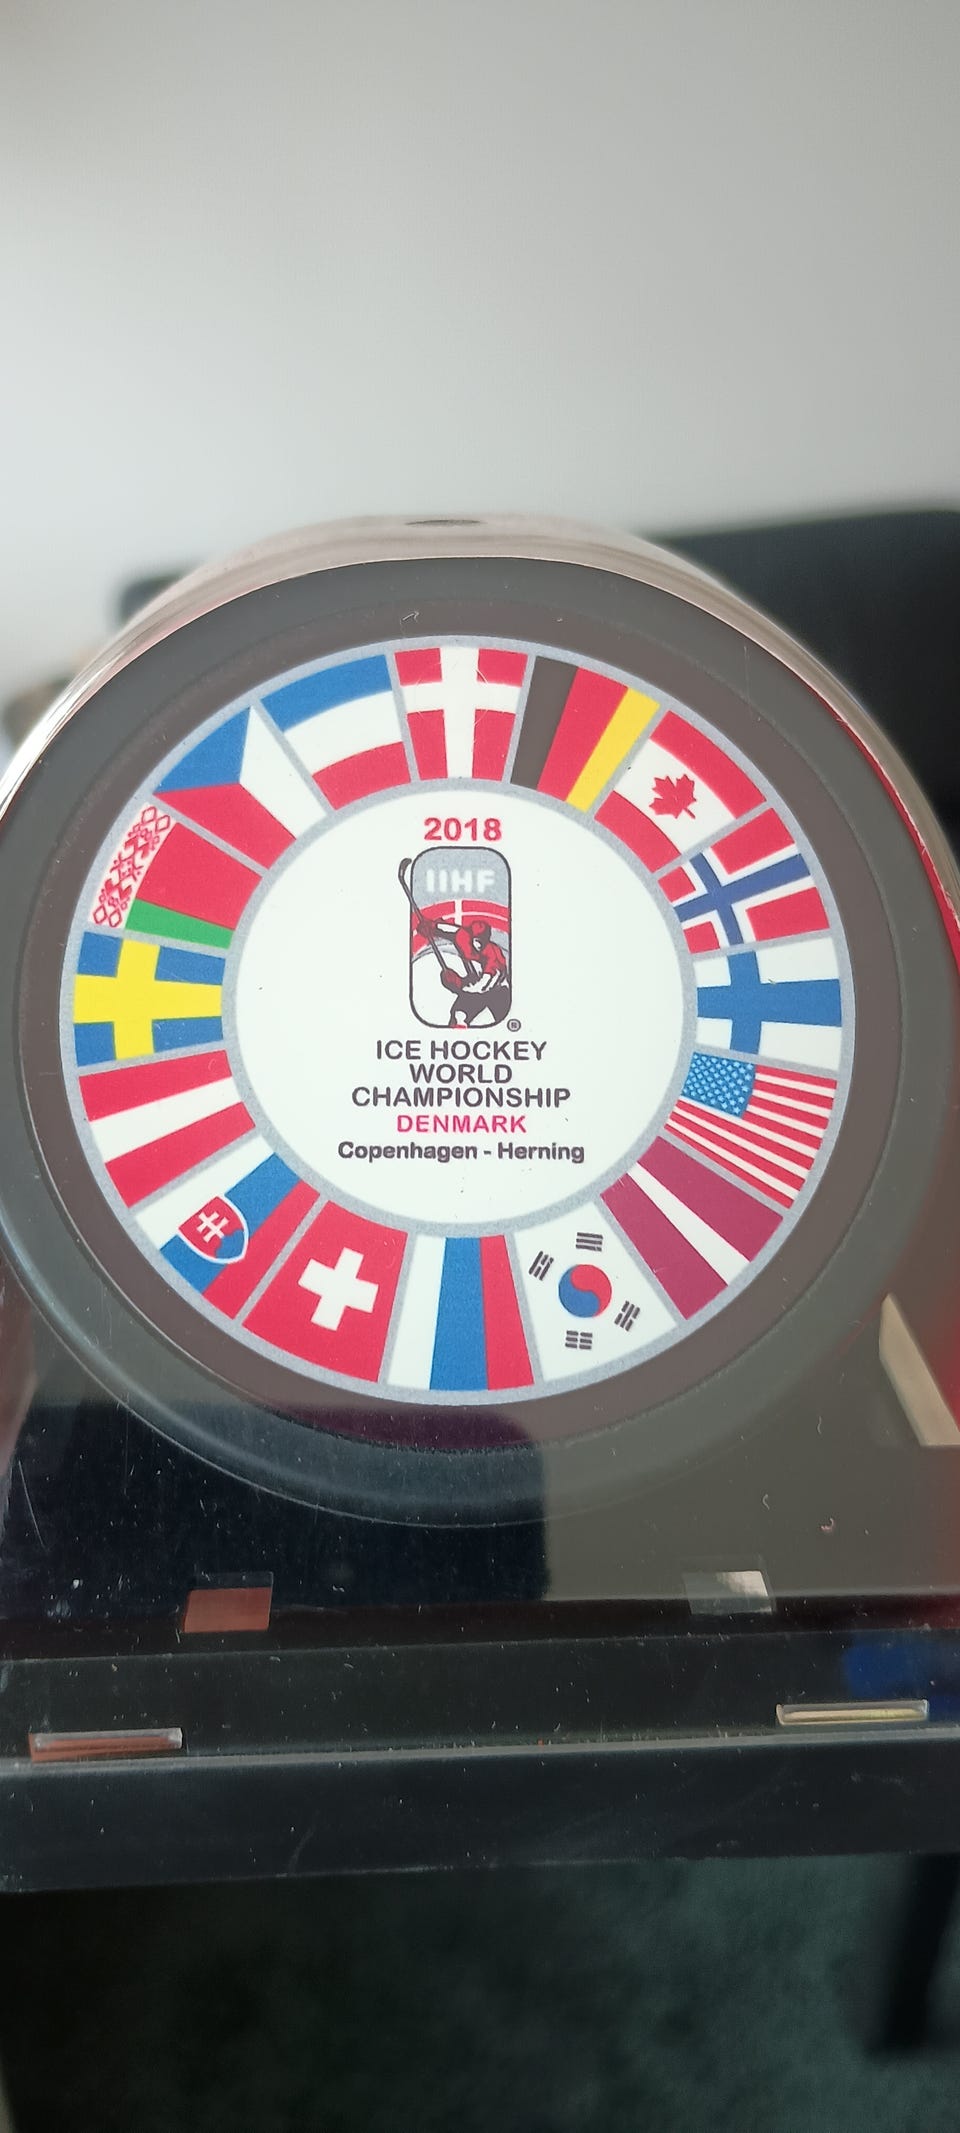 2018
IIHF
®
ICE HOCKEY
WORLD
CHAMPIONSHIP
DENMARK
Copenhagen - Herning